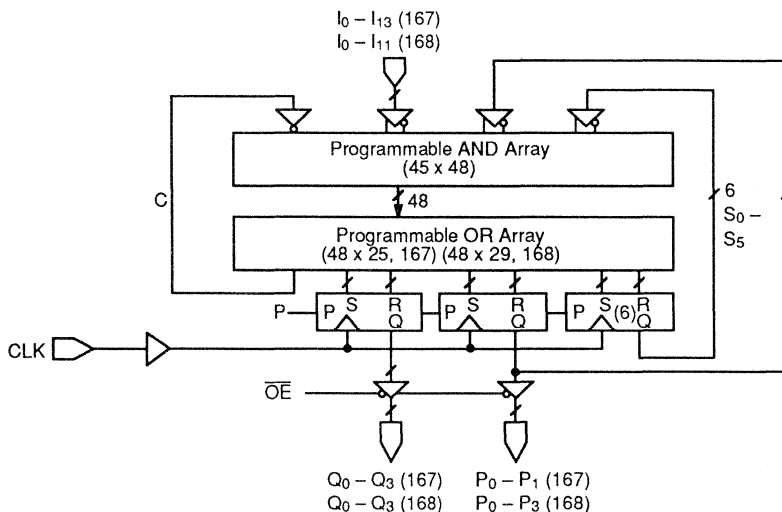 I0 – I13 (167)
I0 – I11 (168)
Programmable AND Array
(45 x 48)
C
48
6
S0 –
S5
Programmable OR Array
(48 x 25, 167) (48 x 29, 168)
P
P S R Q
P S R Q
P S (6) R Q
CLK
OE
Q0 – Q3 (167)
Q0 – Q3 (168)
P0 – P1 (167)
P0 – P3 (168)